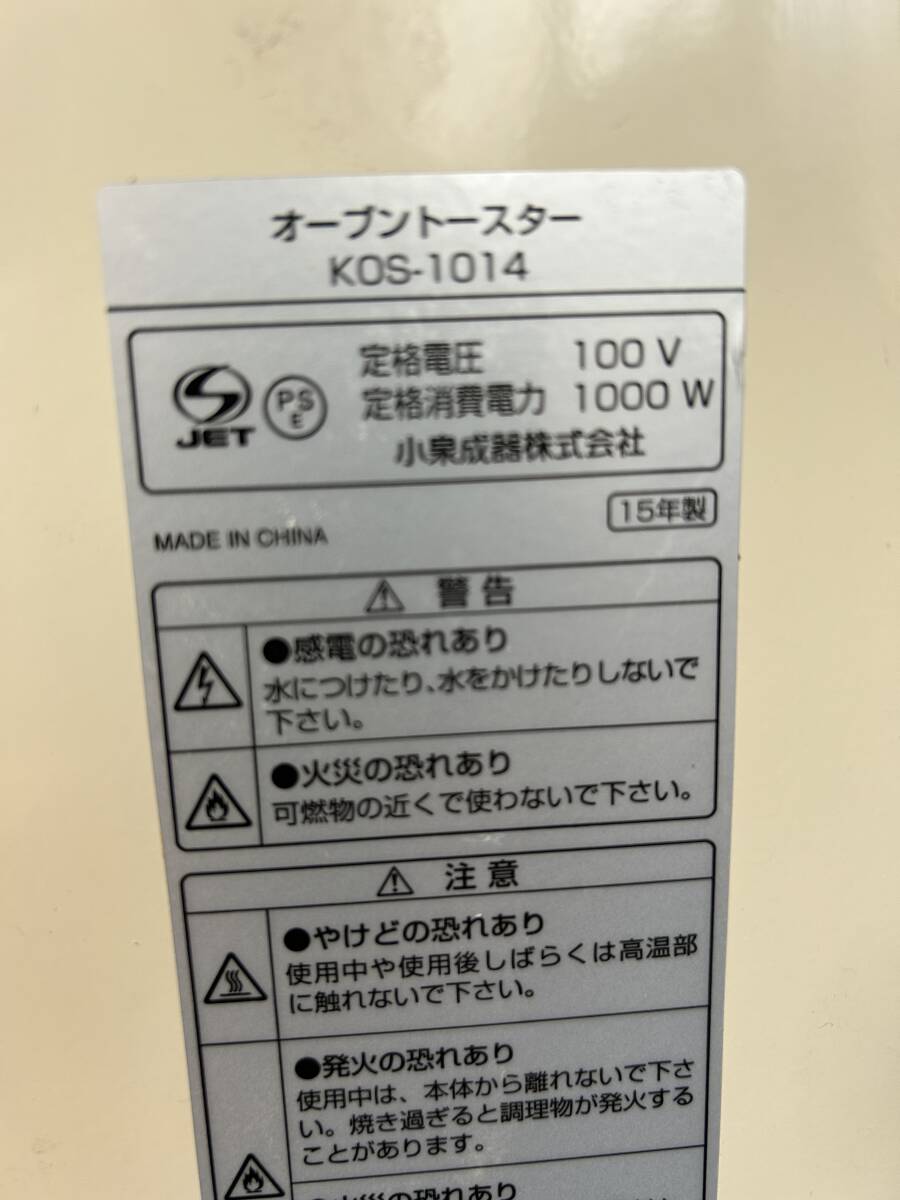 オーブントースター
KOS-1014
JET
PS
E
定格電圧 100 V
定格消費電力 1000 W
小泉成器株式会社
MADE IN CHINA
15年製
警告
●感電の恐れあり
水につけたり、水をかけたりしないで
下さい。
●火災の恐れあり
可燃物の近くで使わないで下さい。
注意
●やけどの恐れあり
使用中や使用後しばらくは高温部
に触れないで下さい。
●発火の恐れあり
使用中は、本体から離れないで下さ
い。焼き過ぎると調理物が発火する
ことがあります。
●火災の恐れあり